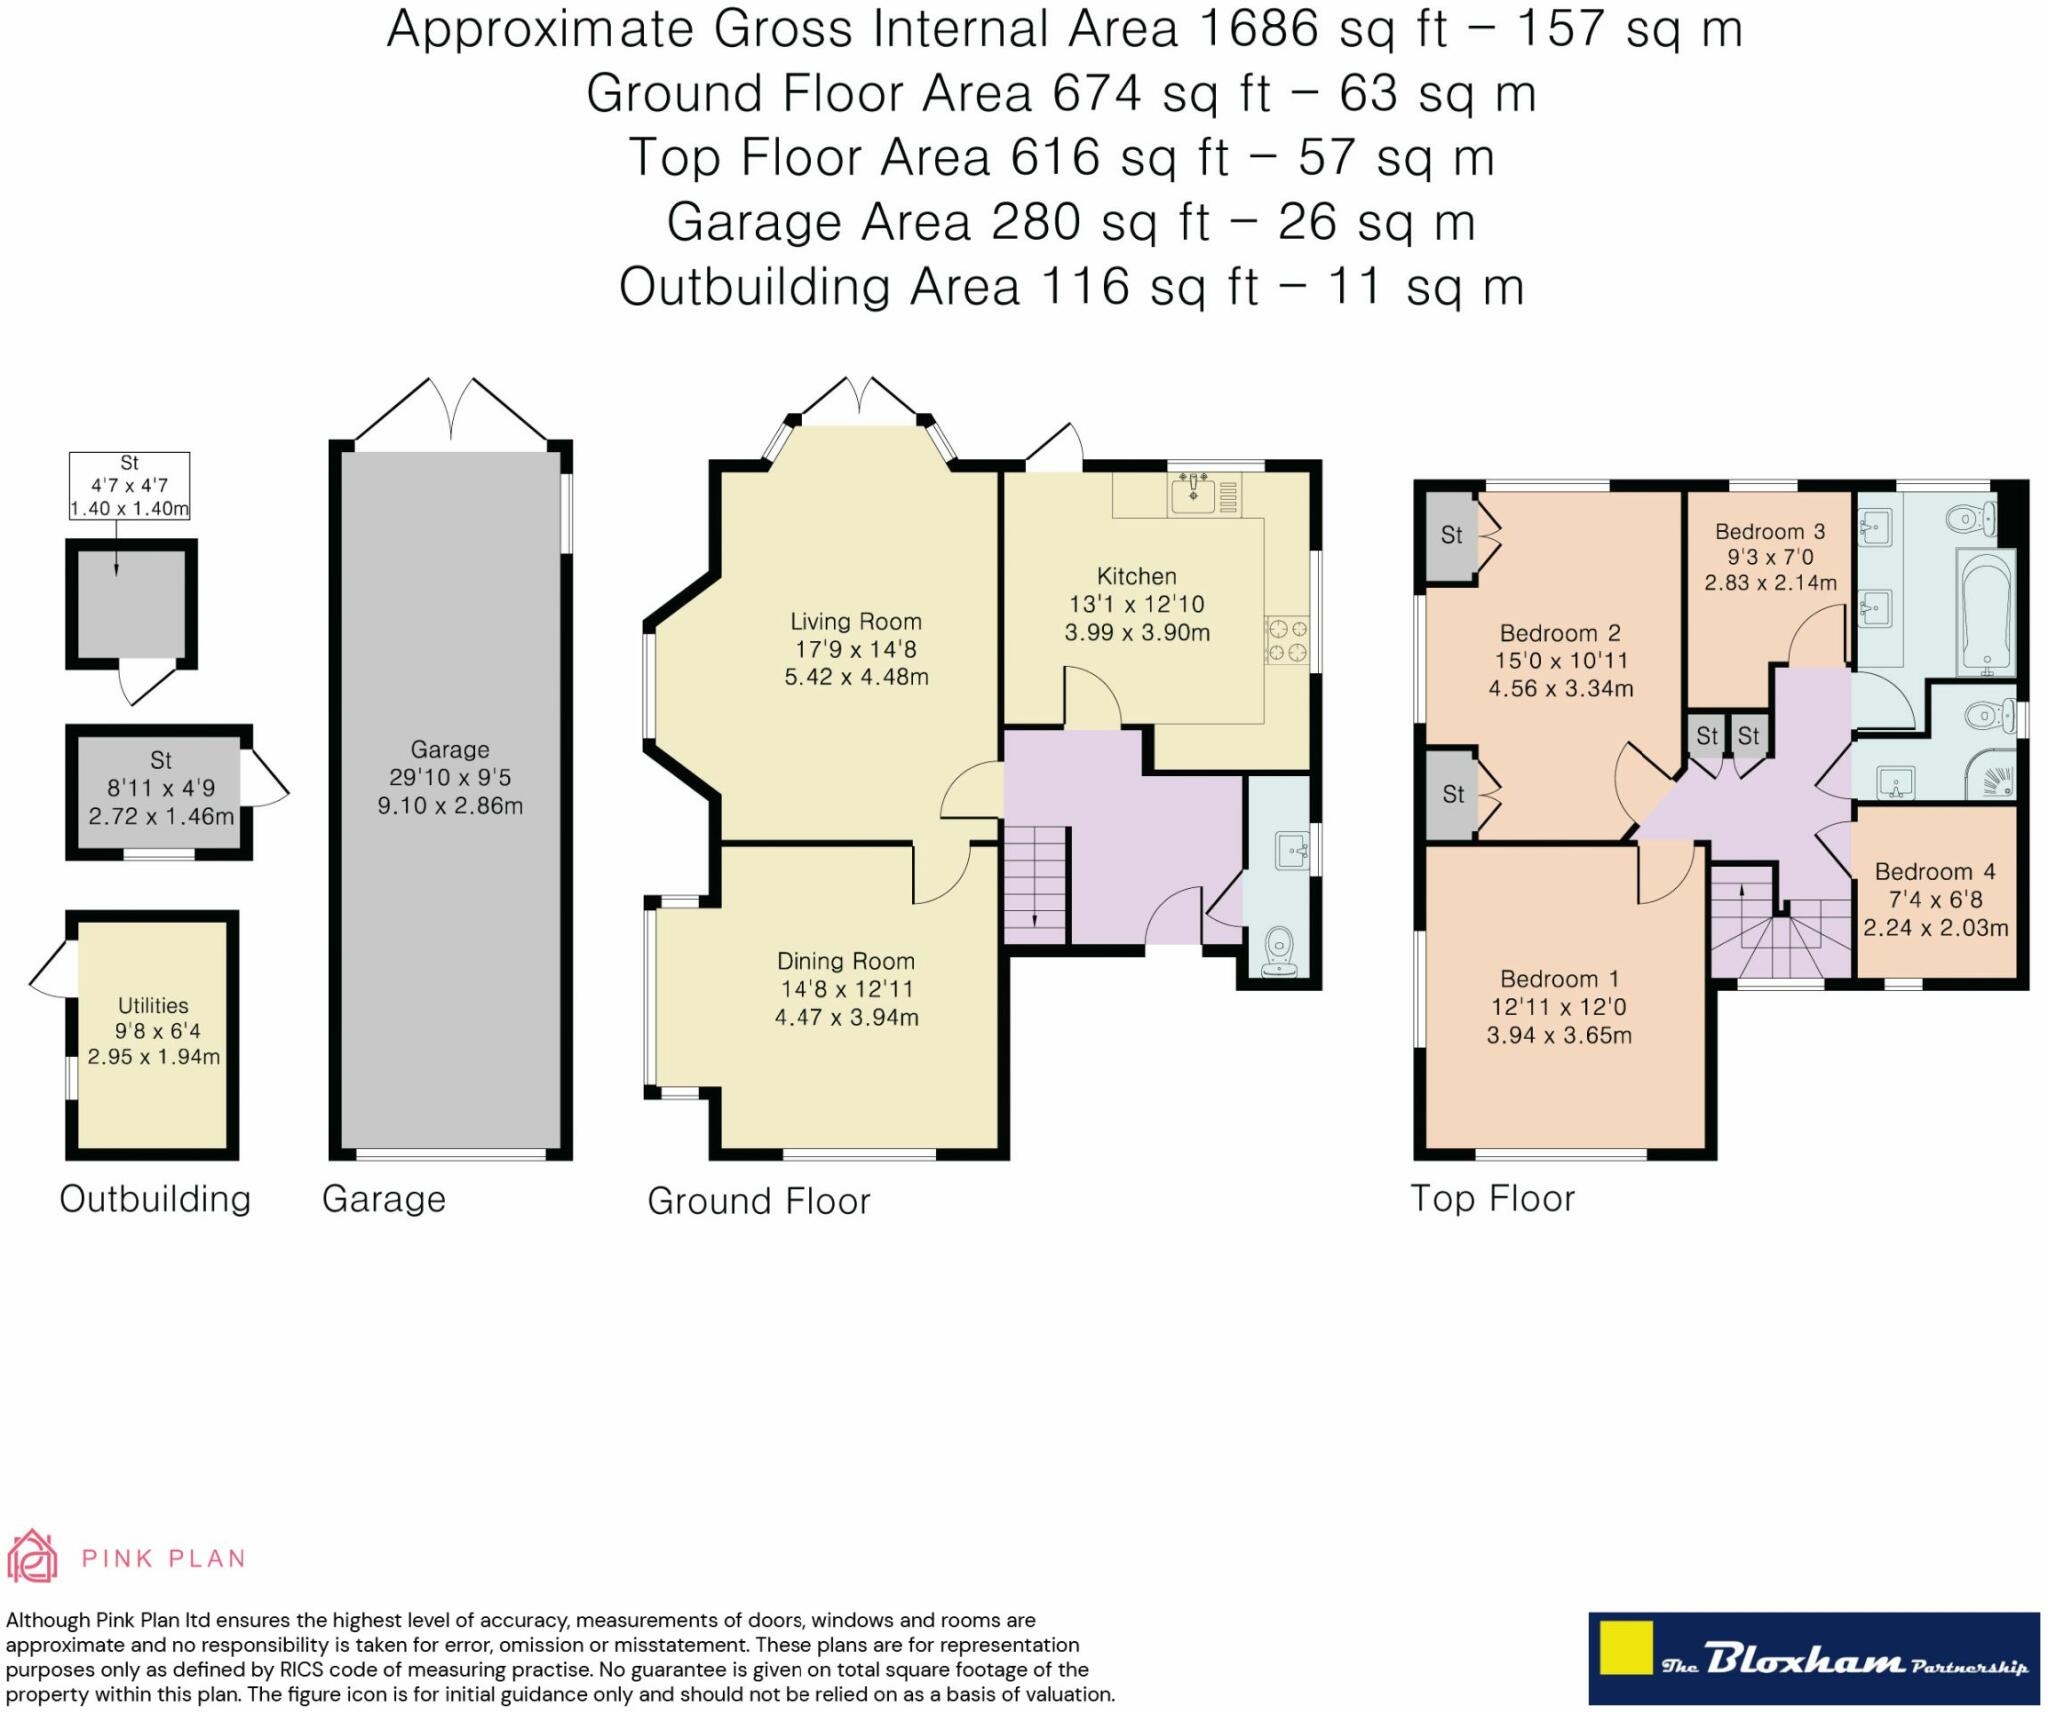 Approximate Gross Internal Area 1686 sq ft – 157 sq m
Ground Floor Area 674 sq ft – 63 sq m
Top Floor Area 616 sq ft – 57 sq m
Garage Area 280 sq ft – 26 sq m
Outbuilding Area 116 sq ft – 11 sq m
St
4'7 x 4'7
1.40 x 1.40m
St
8'11 x 4'9
2.72 x 1.46m
Utilities
9'8 x 6'4
2.95 x 1.94m
Outbuilding
Garage
29'10 x 9'5
9.10 x 2.86m
Garage
Living Room
17'9 x 14'8
5.42 x 4.48m
Kitchen
13'1 x 12'10
3.99 x 3.90m
Dining Room
14'8 x 12'11
4.47 x 3.94m
Ground Floor
St
Bedroom 2
15'0 x 10'11
4.56 x 3.34m
St
Bedroom 3
9'3 x 7'0
2.83 x 2.14m
St
St
Bedroom 4
7'4 x 6'8
2.24 x 2.03m
Bedroom 1
12'11 x 12'0
3.94 x 3.65m
Top Floor
PINK PLAN
Although Pink Plan ltd ensures the highest level of accuracy, measurements of doors, windows and rooms are
approximate and no responsibility is taken for error, omission or misstatement. These plans are for representation
purposes only as defined by RICS code of measuring practise. No guarantee is given on total square footage of the
property within this plan. The figure icon is for initial guidance only and should not be relied on as a basis of valuation.
The Bloxham Partnership